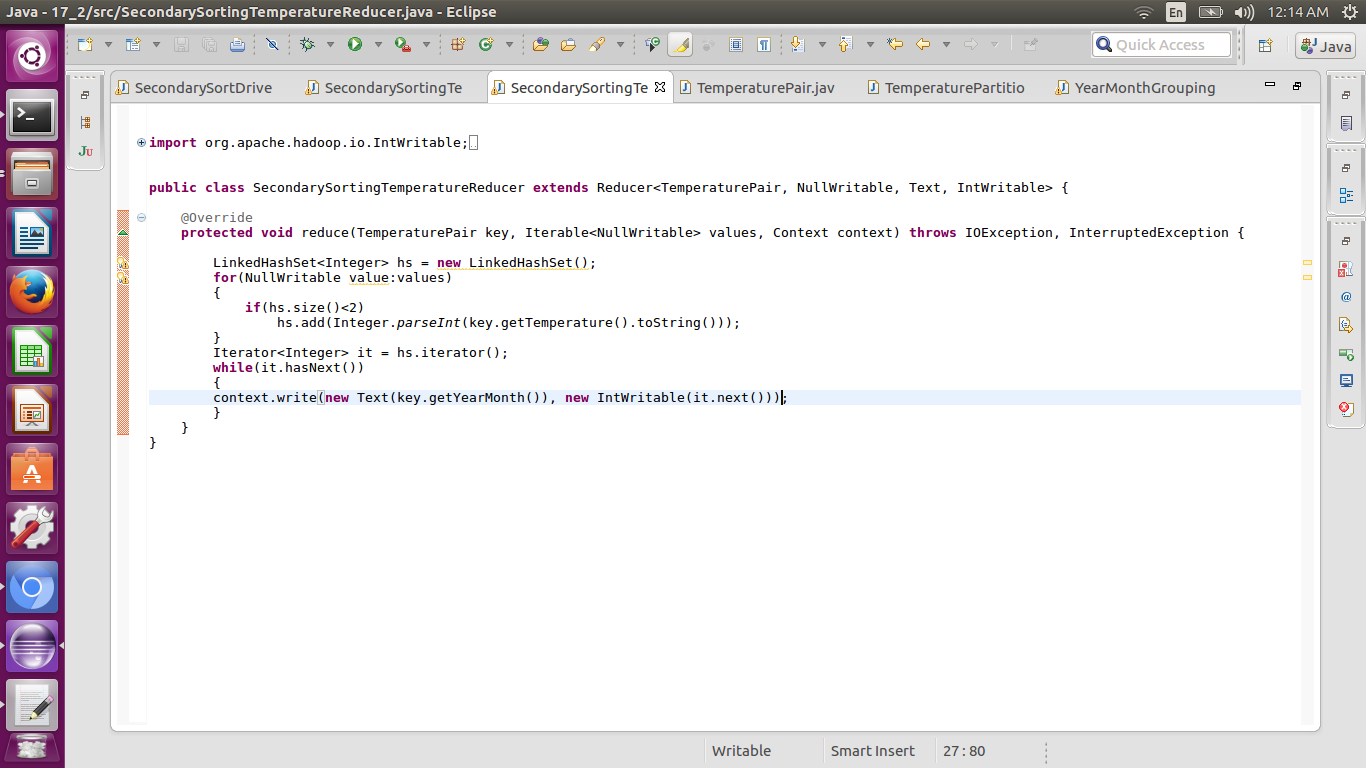 Java - 17_2/src/SecondarySortingTemperatureReducer.java - Eclipse
En
12:14 AM
Quick Access
Java
SecondarySortDrive
SecondarySortingTe
SecondarySortingTe
TemperaturePair.jav
TemperaturePartitio
YearMonthGrouping
Ju
import org.apache.hadoop.io.IntWritable;
public class SecondarySortingTemperatureReducer extends Reducer<TemperaturePair, NullWritable, Text, IntWritable> {
@Override
protected void reduce(TemperaturePair key, Iterable<NullWritable> values, Context context) throws IOException, InterruptedException {
LinkedHashSet<Integer> hs = new LinkedHashSet();
for(NullWritable value:values)
{
if(hs.size()<2)
hs.add(Integer.parseInt(key.getTemperature().toString()));
}
Iterator<Integer> it = hs.iterator();
while(it.hasNext())
{
context.write(new Text(key.getYearMonth()), new IntWritable(it.next()));
}
}
}
Writable
Smart Insert
27 : 80